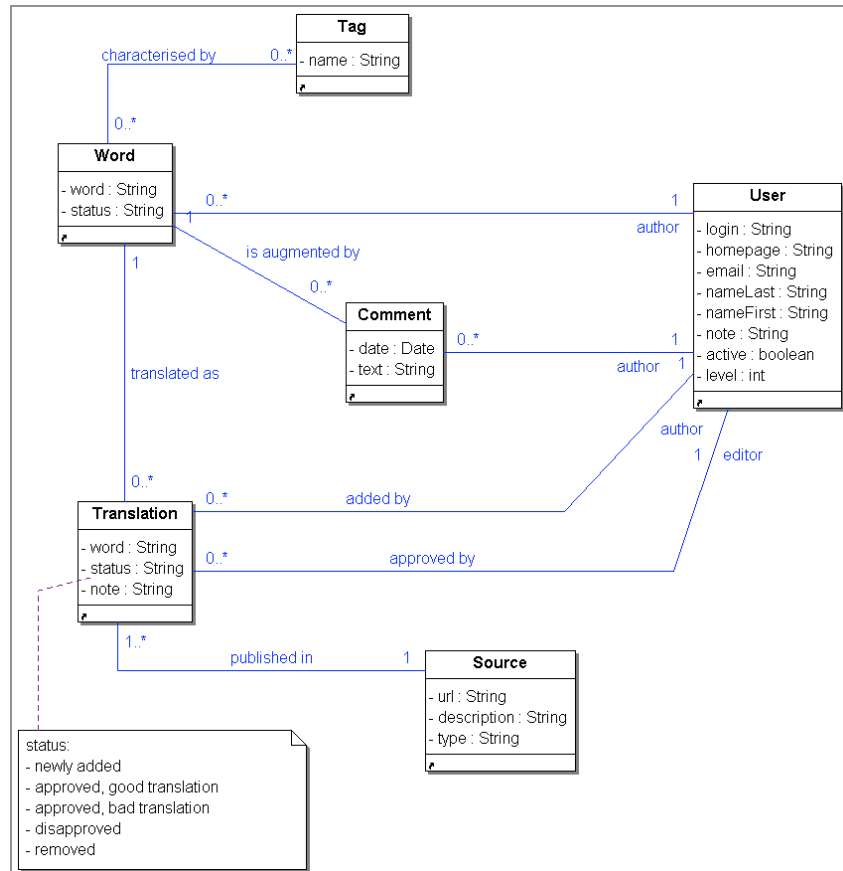 Tag
- name : String
characterised by
0..*
0..*
Word
- word : String
- status : String
0..*
1
author
1
is augmented by
0..*
User
- login : String
- homepage : String
- email : String
- nameLast : String
- nameFirst : String
- note : String
- active : boolean
- level : int
Comment
- date : Date
- text : String
0..*
1
author
1
translated as
0..*
1
author
0..*
added by
1
editor
0..*
approved by
Translation
- word : String
- status : String
- note : String
1..*
published in
1
Source
- url : String
- description : String
- type : String
status:
- newly added
- approved, good translation
- approved, bad translation
- disapproved
- removed